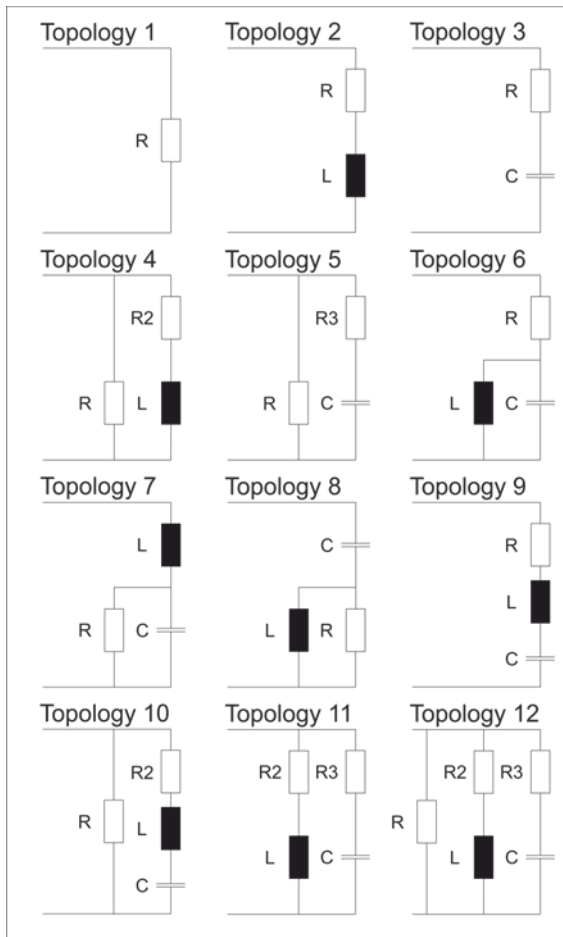 Topology 1 Topology 2 Topology 3
R R
R
L C
Topology 4 Topology 5 Topology 6
R2 R3 R
R L R C L C
Topology 7 Topology 8 Topology 9
L C R
L
R C L R
C
Topology 10 Topology 11 Topology 12
R2 R2 R3 R2 R3
R L R
C L C L C